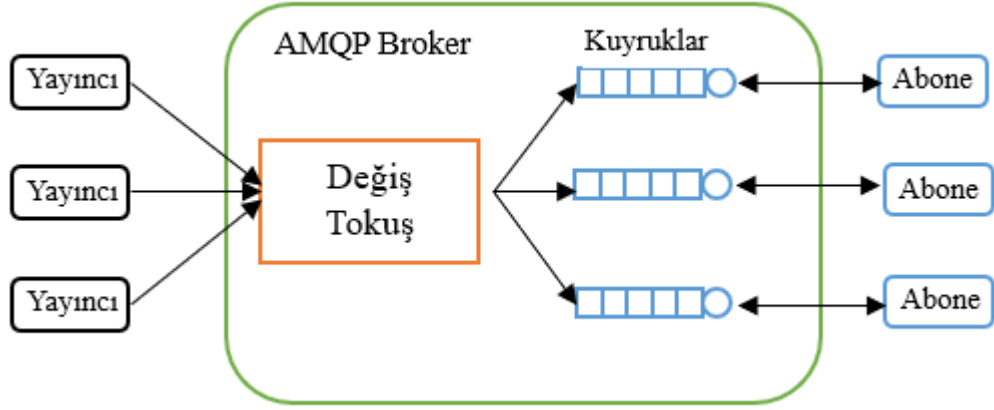 AMQP Broker
Kuyruklar
Yayıncı
Abone
Yayıncı
Değiş
Tokuş
Abone
Yayıncı
Abone